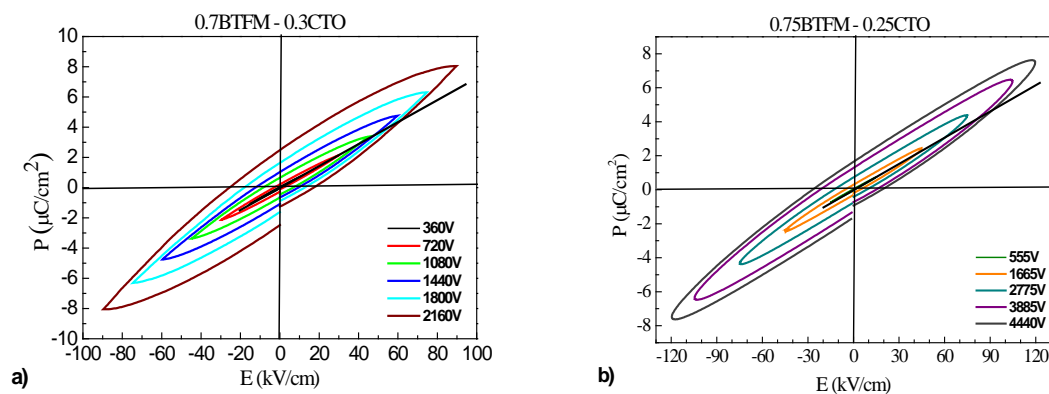 0.7BTFM - 0.3CTO
10
8
6
4
2
0
-2
-4
-6
-8
-10
P (μC/cm²)
-100 -80 -60 -40 -20 0 20 40 60 80 100
E (kV/cm)
360V
720V
1080V
1440V
1800V
2160V
a)
0.75BTFM - 0.25CTO
8
6
4
2
0
-2
-4
-6
-8
P (μC/cm²)
-120 -90 -60 -30 0 30 60 90 120
E (kV/cm)
555V
1665V
2775V
3885V
4440V
b)